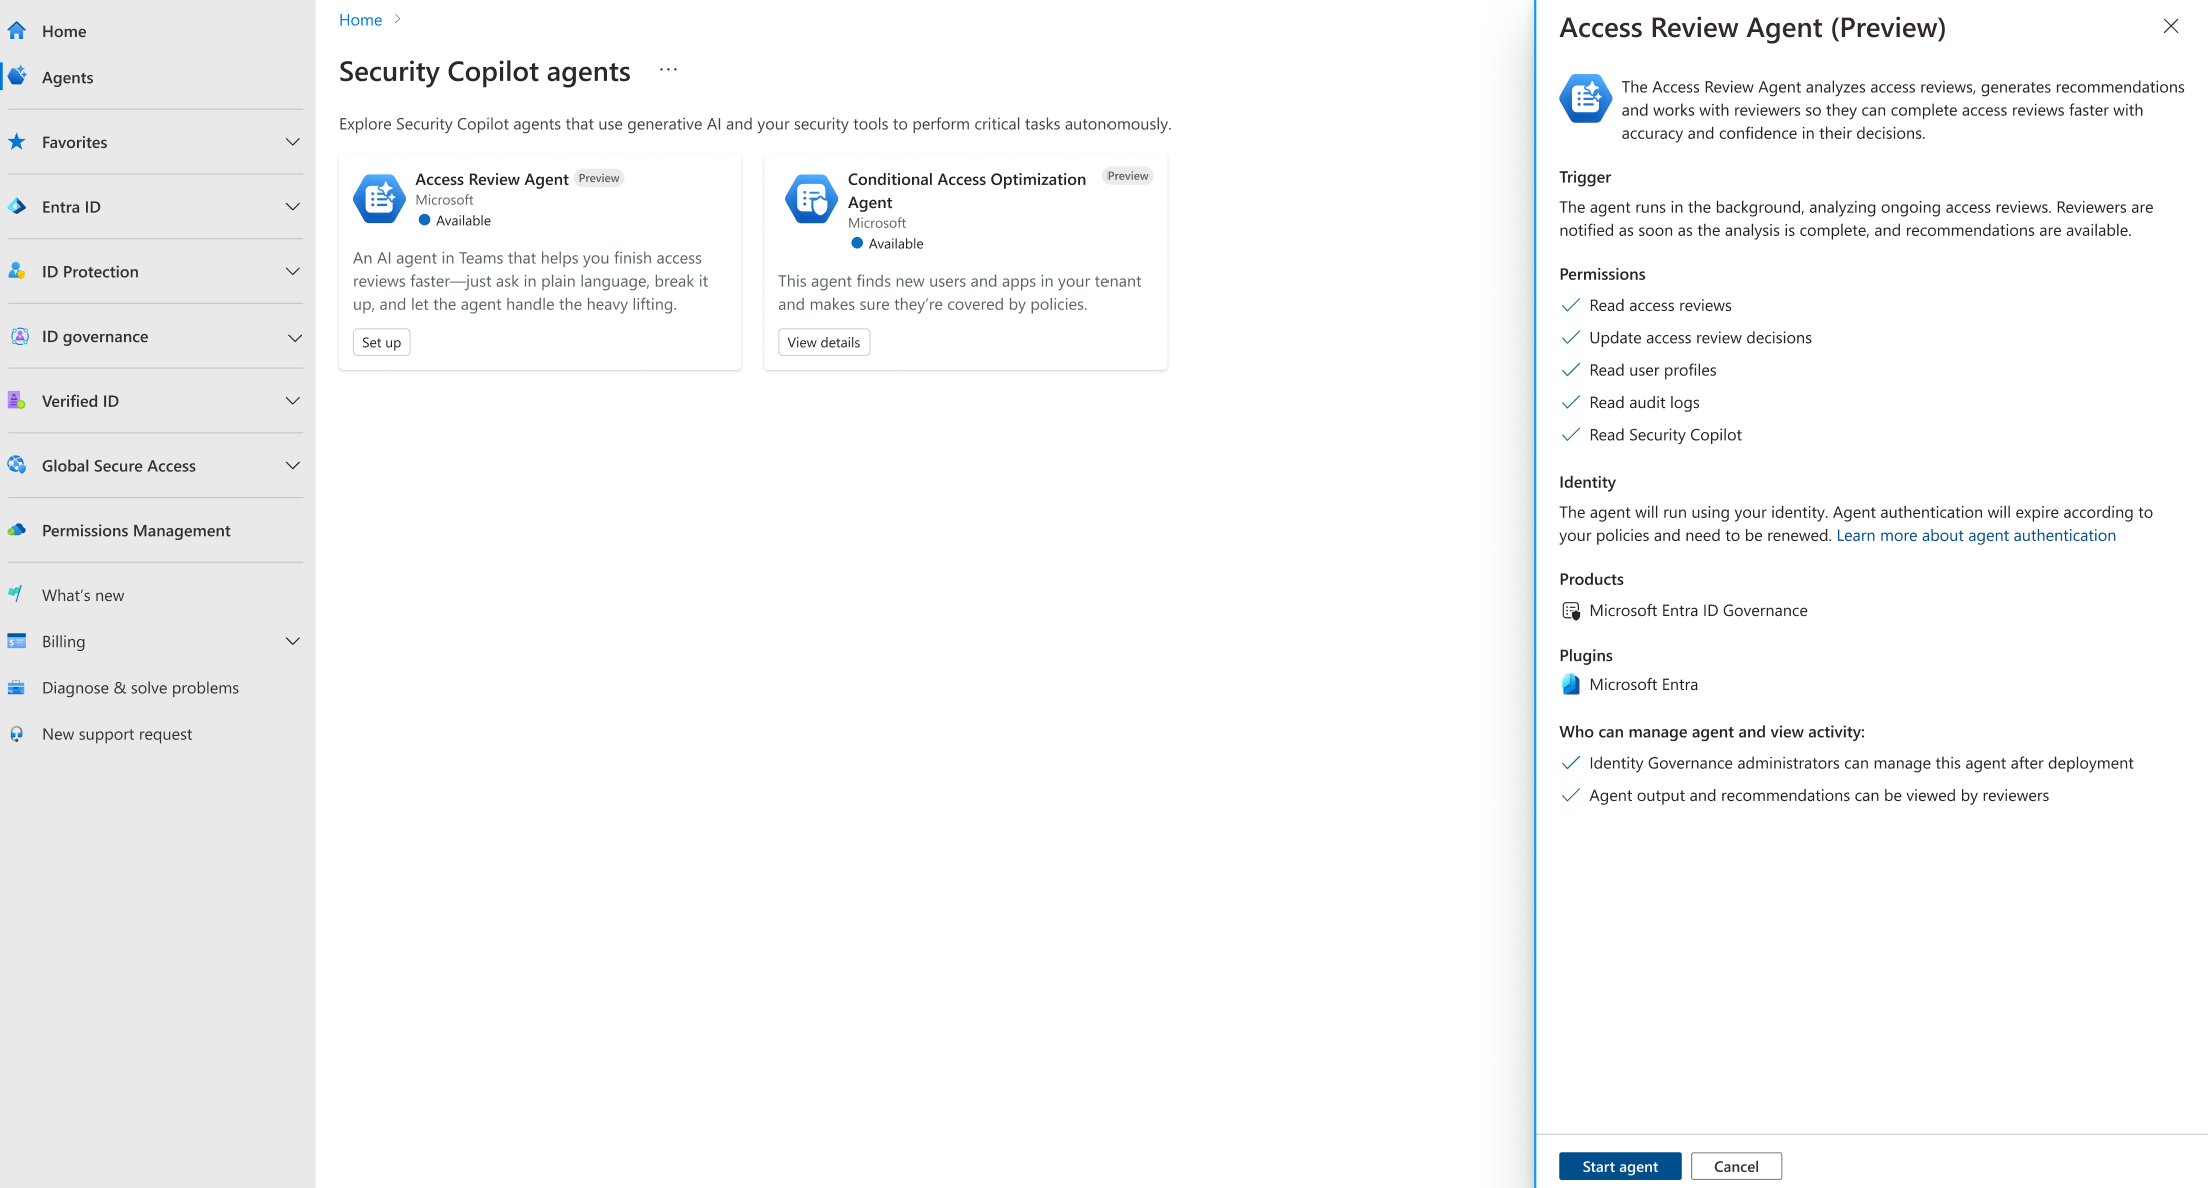 Home
Agents
Favorites
Entra ID
ID Protection
ID governance
Verified ID
Global Secure Access
Permissions Management
What's new
Billing
Diagnose & solve problems
New support request
Home
Security Copilot agents ...
Explore Security Copilot agents that use generative AI and your security tools to perform critical tasks autonomously.
Access Review Agent Preview
Microsoft
Available
An AI agent in Teams that helps you finish access
reviews faster—just ask in plain language, break it
up, and let the agent handle the heavy lifting.
Set up
Conditional Access Optimization Preview
Agent
Microsoft
Available
This agent finds new users and apps in your tenant
and makes sure they're covered by policies.
View details
Access Review Agent (Preview)
The Access Review Agent analyzes access reviews, generates recommendations
and works with reviewers so they can complete access reviews faster with
accuracy and confidence in their decisions.
Trigger
The agent runs in the background, analyzing ongoing access reviews. Reviewers are
notified as soon as the analysis is complete, and recommendations are available.
Permissions
Read access reviews
Update access review decisions
Read user profiles
Read audit logs
Read Security Copilot
Identity
The agent will run using your identity. Agent authentication will expire according to
your policies and need to be renewed. Learn more about agent authentication
Products
Microsoft Entra ID Governance
Plugins
Microsoft Entra
Who can manage agent and view activity:
Identity Governance administrators can manage this agent after deployment
Agent output and recommendations can be viewed by reviewers
Start agent
Cancel